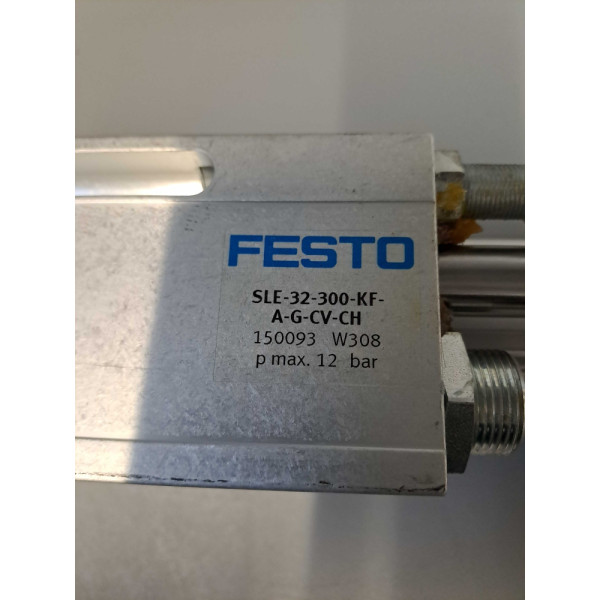 FESTO
SLE-32-300-KF-
A-G-CV-CH
150093 W308
p max. 12 bar